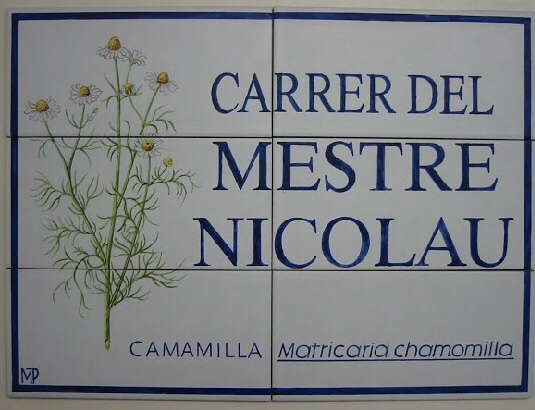 CARRER DEL
MESTRE
NICOLAU
CAMAMILLA Matricaria chamomilla
MP